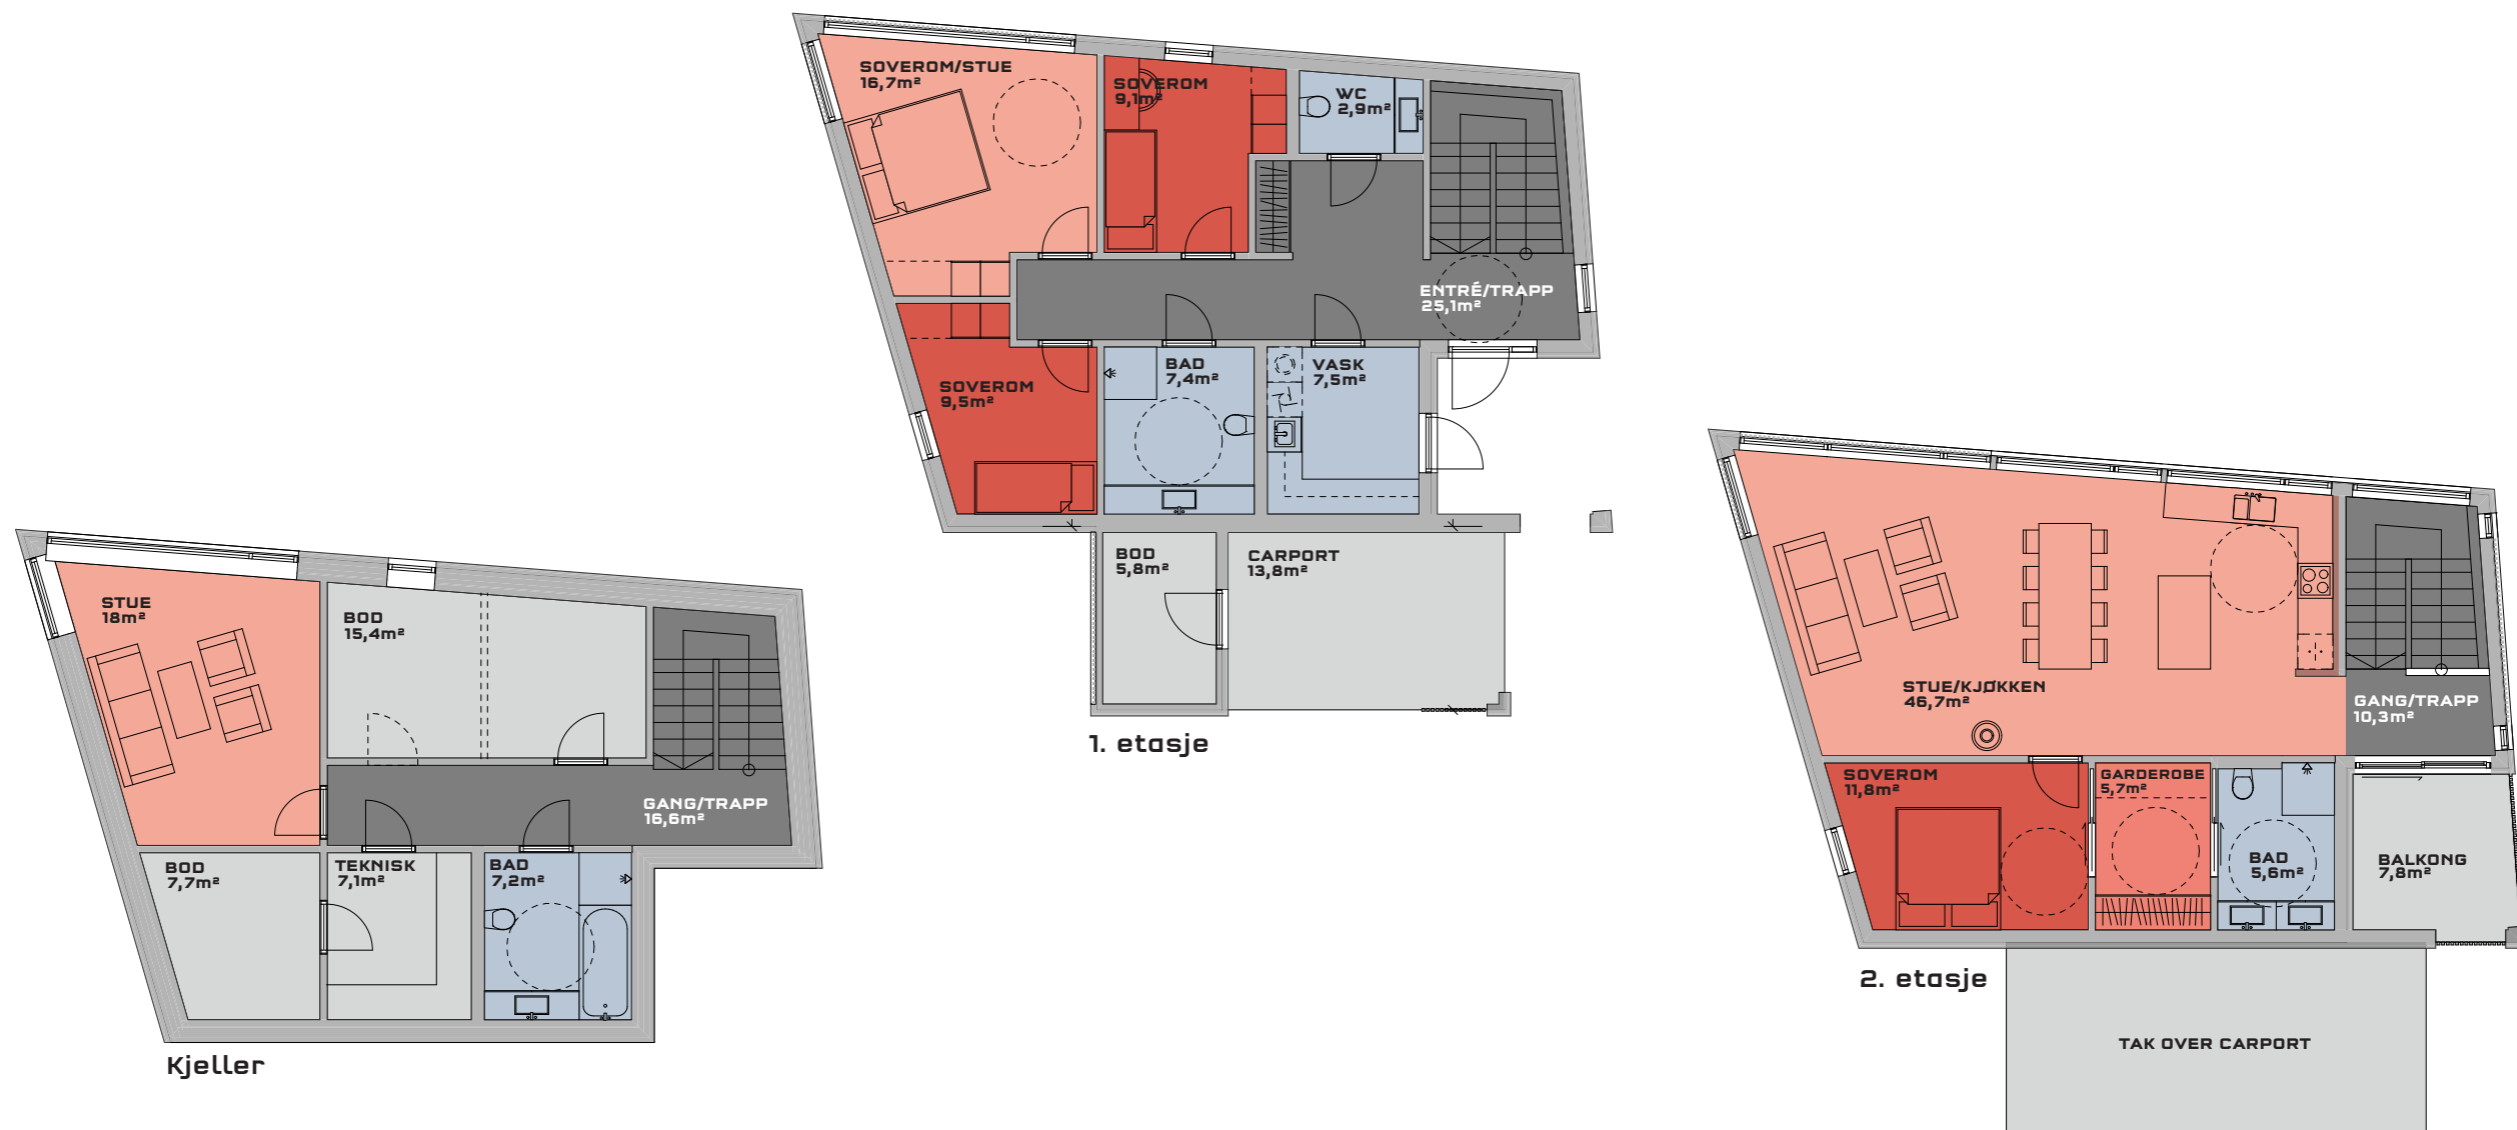 STUE
18m²
BOD
15,4m²
GANG/TRAPP
16,6m²
BOD
7,7m²
TEKNISK
7,1m²
BAD
7,2m²
Kjeller
SOVEROM/STUE
16,7m²
SOVEROM
9,1m²
WC
2,9m²
ENTRÉ/TRAPP
25,1m²
SOVEROM
9,5m²
BAD
7,4m²
VASK
7,5m²
BOD
5,8m²
CARPORT
13,8m²
1. etasje
STUE/KJØKKEN
46,7m²
GANG/TRAPP
10,3m²
SOVEROM
11,8m²
GARDEROBE
5,7m²
BAD
5,6m²
BALKONG
7,8m²
2. etasje
TAK OVER CARPORT